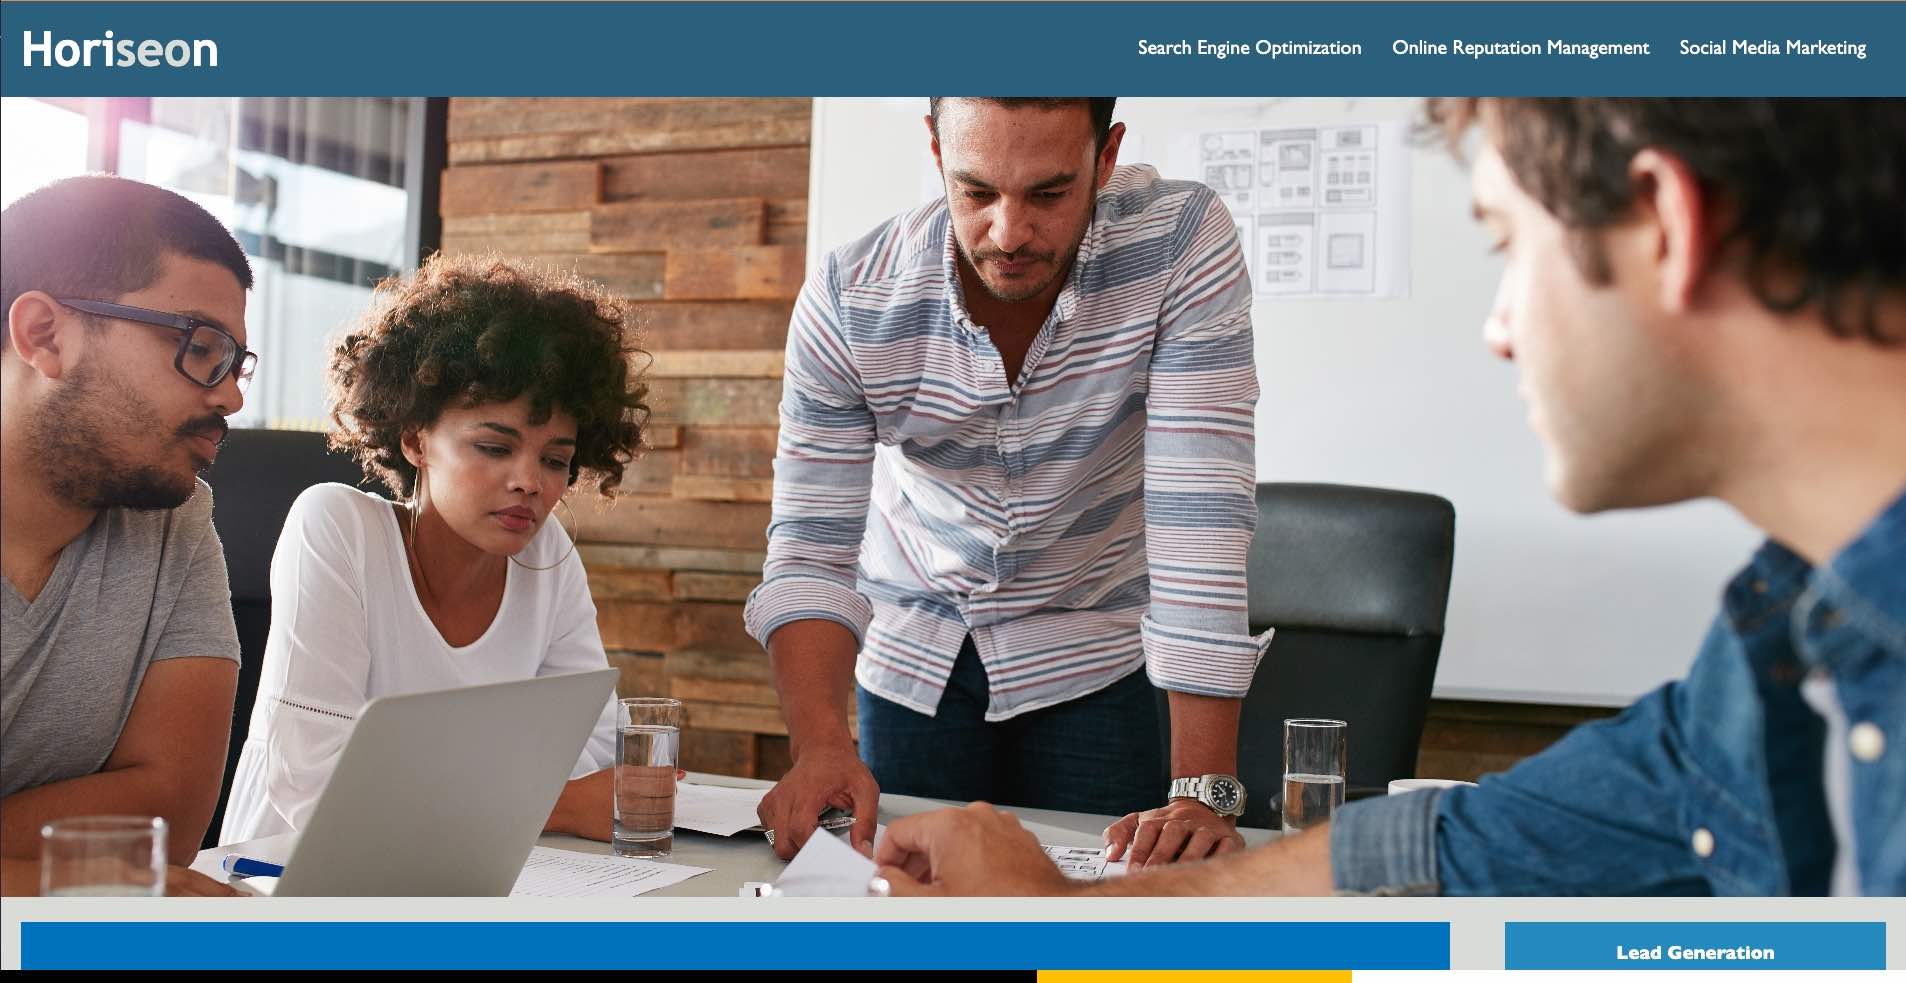 Horiseon
Search Engine Optimization Online Reputation Management Social Media Marketing
Lead Generation